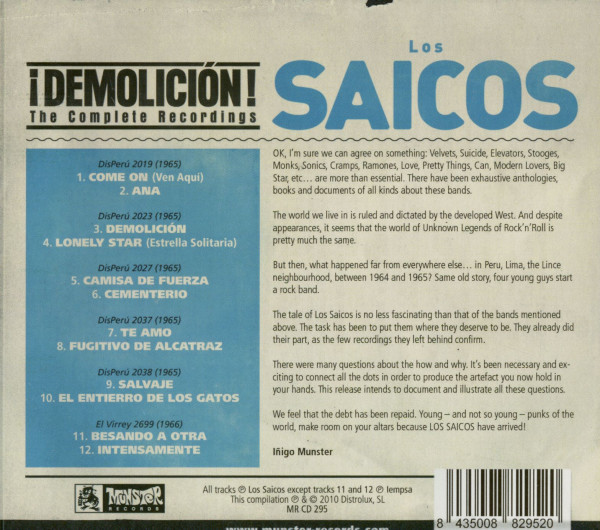 ¡DEMOLICIÓN!
The Complete Recordings
Los
SAICOS
DisPerú 2019 (1965)
1. COME ON (Ven Aquí)
2. ANA
DisPerú 2023 (1965)
3. DEMOLICIÓN
4. LONELY STAR (Estrella Solitaria)
DisPerú 2027 (1965)
5. CAMISA DE FUERZA
6. CEMENTERIO
DisPerú 2037 (1965)
7. TE AMO
8. FUGITIVO DE ALCATRAZ
DisPerú 2038 (1965)
9. SALVAJE
10. EL ENTIERRO DE LOS GATOS
El Virrey 2699 (1966)
11. BESANDO A OTRA
12. INTENSAMENTE
OK, I'm sure we can agree on something: Velvets, Suicide, Elevators, Stooges,
Monks, Sonics, Cramps, Ramones, Love, Pretty Things, Can, Modern Lovers, Big
Star, etc... are more than essential. There have been exhaustive anthologies,
books and documents of all kinds about these bands.
The world we live in is ruled and dictated by the developed West. And despite
appearances, it seems that the world of Unknown Legends of Rock'n'Roll is
pretty much the same.
But then, what happened far from everywhere else... in Peru, Lima, the Lince
neighbourhood, between 1964 and 1965? Same old story, four young guys start
a rock band.
The tale of Los Saicos is no less fascinating than that of the bands mentioned
above. The task has been to put them where they deserve to be. They already did
their part, as the few recordings they left behind confirm.
There were many questions about the how and why. It's been necessary and ex-
citing to connect all the dots in order to produce the artefact you now hold in
your hands. This release intends to document and illustrate all these questions.
We feel that the debt has been repaid. Young – and not so young – punks of the
world, make room on your altars because LOS SAICOS have arrived!
Iñigo Munster
MUNSTER
RECORDS
All tracks ℗ Los Saicos except tracks 11 and 12 ℗ Iempsa
This compilation ℗ & © 2010 Distrolux, SL
MR CD 295
8 435008 829520
www.munster-records.com